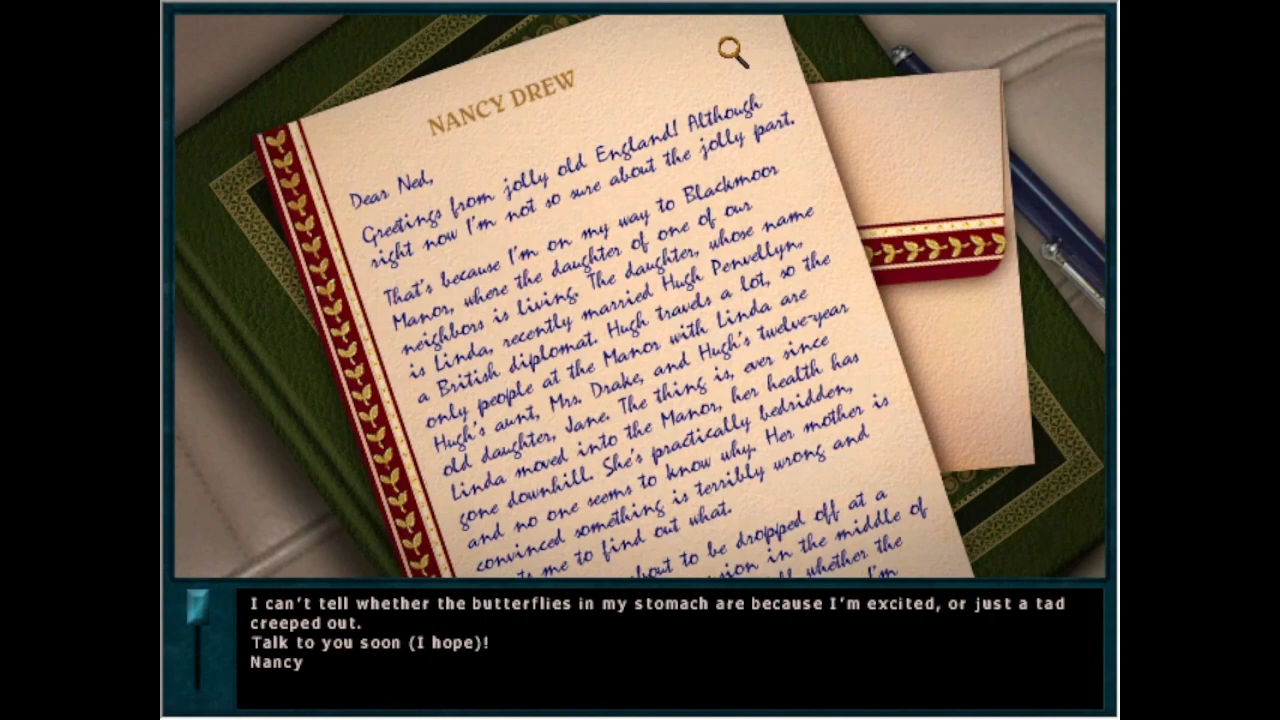 NANCY DREW
Dear Ned,
Greetings from jolly old England! Although
right now I'm not so sure about the jolly part.
That's because I'm on my way to Blackmoor
Manor, where the daughter of one of our
neighbors is living. The daughter, whose name
is Linda, recently married Hugh Penvellyn,
a British diplomat. Hugh travels a lot, so the
only people at the Manor with Linda are
Hugh's aunt, Mrs. Drake, and Hugh's twelve-year
old daughter, Jane. The thing is, ever since
Linda moved into the Manor, her health has
gone downhill. She's practically bedridden,
and no one seems to know why. Her mother is
convinced something is terribly wrong and
me to find out what.
to be dropped off at a
in the middle of
whether the
I'm
I can't tell whether the butterflies in my stomach are because I'm excited, or just a tad
creeped out.
Talk to you soon (I hope)!
Nancy